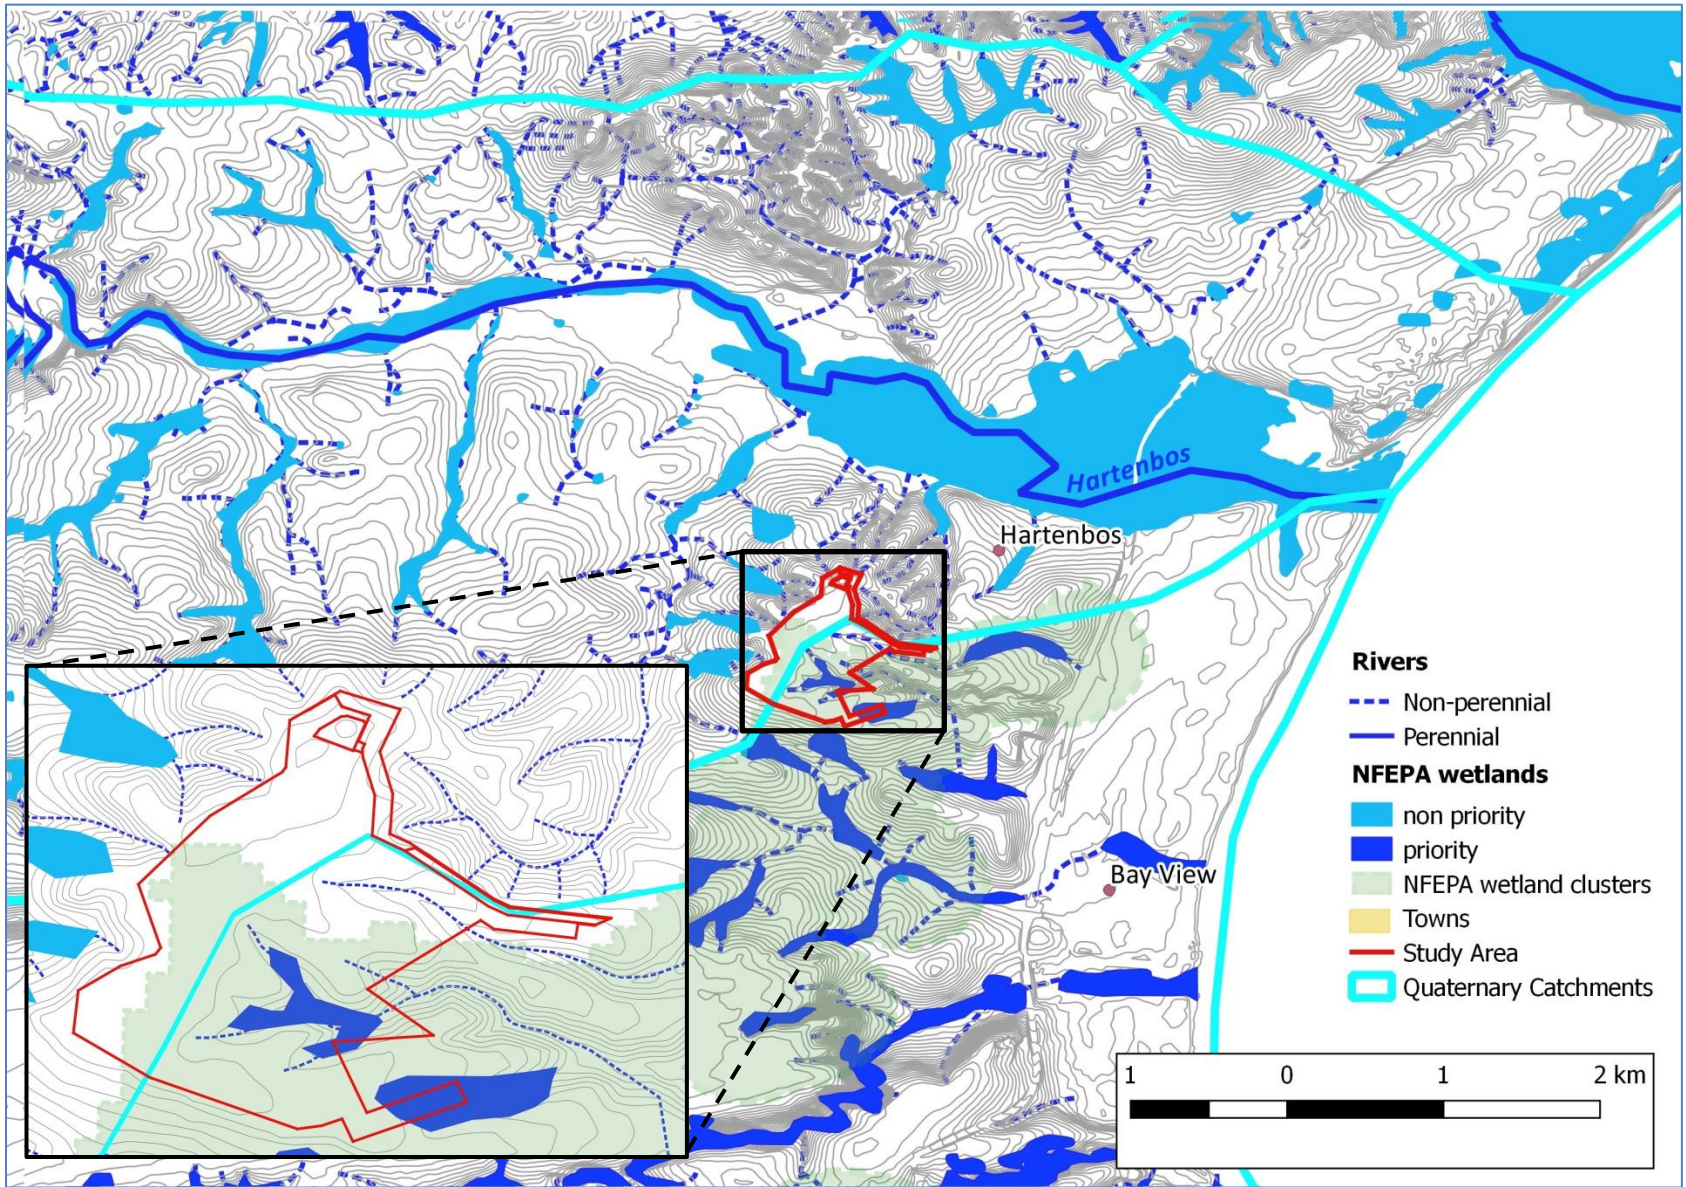 Hartenbos
Hartenbos
Bay View
Rivers
Non-perennial
Perennial
NFEPA wetlands
non priority
priority
NFEPA wetland clusters
Towns
Study Area
Quaternary Catchments
1 0 1 2 km